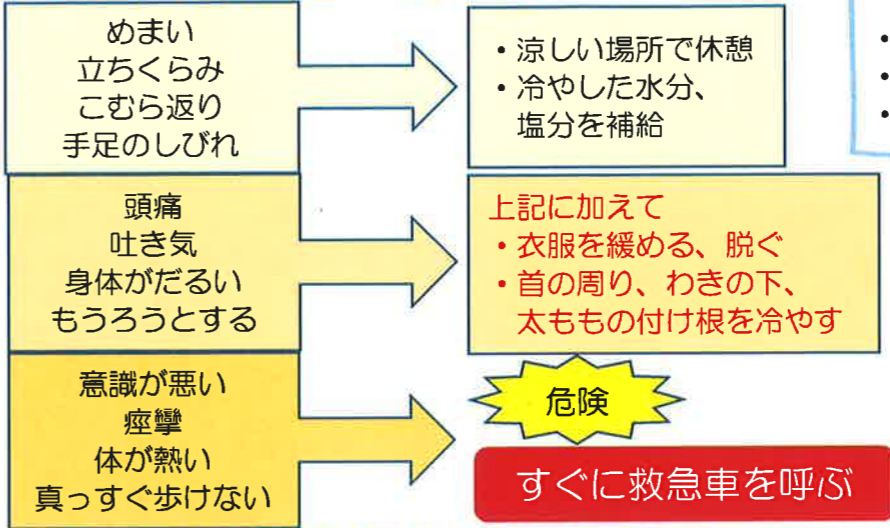 めまい
立ちくらみ
こむら返り
手足のしびれ
・涼しい場所で休憩
・冷やした水分、
塩分を補給
頭痛
吐き気
身体がだるい
もうろうとする
上記に加えて
・衣服を緩める、脱ぐ
・首の周り、わきの下、
太ももの付け根を冷やす
意識が悪い
痙攣
体が熱い
真っすぐ歩けない
危険
すぐに救急車を呼ぶ